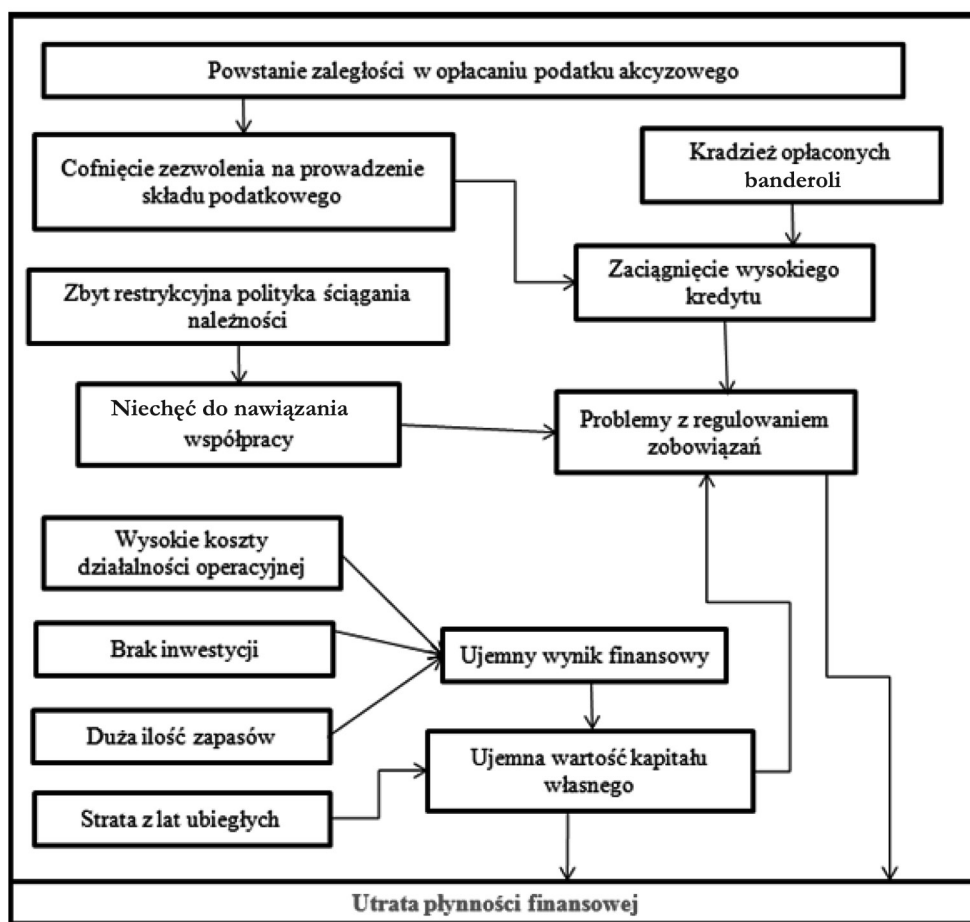 Powstanie zaległości w opłacaniu podatku akcyzowego
Cofnięcie zezwolenia na prowadzenie
składu podatkowego
Kradzież opłaconych
banderoli
Zaciągnięcie wysokiego
kredytu
Zbyt restrykcyjna polityka ściągania
należności
Niechęć do nawiązania
współpracy
Problemy z regulowaniem
zobowiązań
Wysokie koszty
działalności operacyjnej
Brak inwestycji
Ujemny wynik finansowy
Duża ilość zapasów
Ujemna wartość kapitału
własnego
Strata z lat ubiegłych
Utrata płynności finansowej